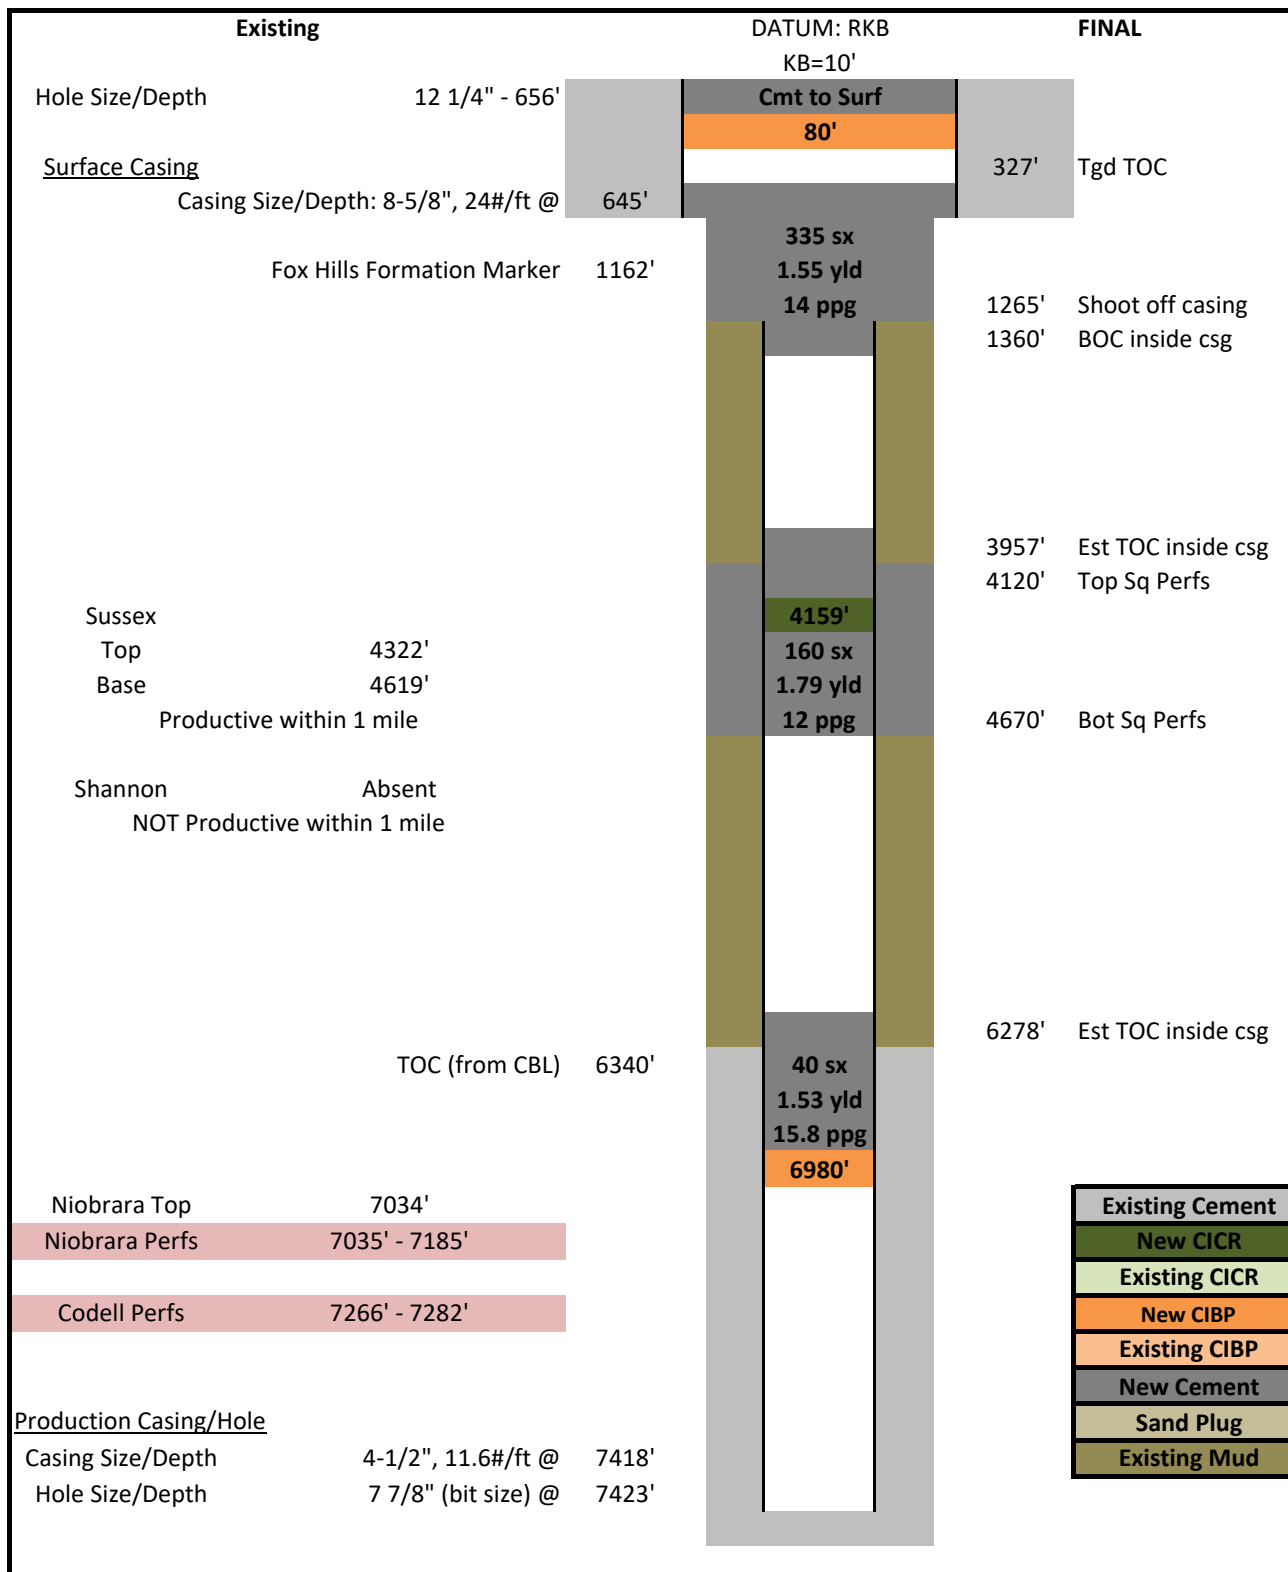 Existing DATUM: RKB FINAL
KB=10'
Hole Size/Depth 12 1/4" - 656' Cmt to Surf
80'
Surface Casing 327' Tgd TOC
Casing Size/Depth: 8-5/8", 24#/ft @ 645'
335 sx
Fox Hills Formation Marker 1162' 1.55 yld
14 ppg 1265' Shoot off casing
1360' BOC inside csg
3957' Est TOC inside csg
4120' Top Sq Perfs
Sussex 4159'
Top 4322' 160 sx
Base 4619' 1.79 yld
Productive within 1 mile 12 ppg 4670' Bot Sq Perfs
Shannon Absent
NOT Productive within 1 mile
6278' Est TOC inside csg
TOC (from CBL) 6340' 40 sx
1.53 yld
15.8 ppg
6980'
Niobrara Top 7034' Existing Cement
Niobrara Perfs 7035' - 7185' New CICR
Existing CICR
Codell Perfs 7266' - 7282' New CIBP
Existing CIBP
New Cement
Production Casing/Hole Sand Plug
Casing Size/Depth 4-1/2", 11.6#/ft @ 7418' Existing Mud
Hole Size/Depth 7 7/8" (bit size) @ 7423'